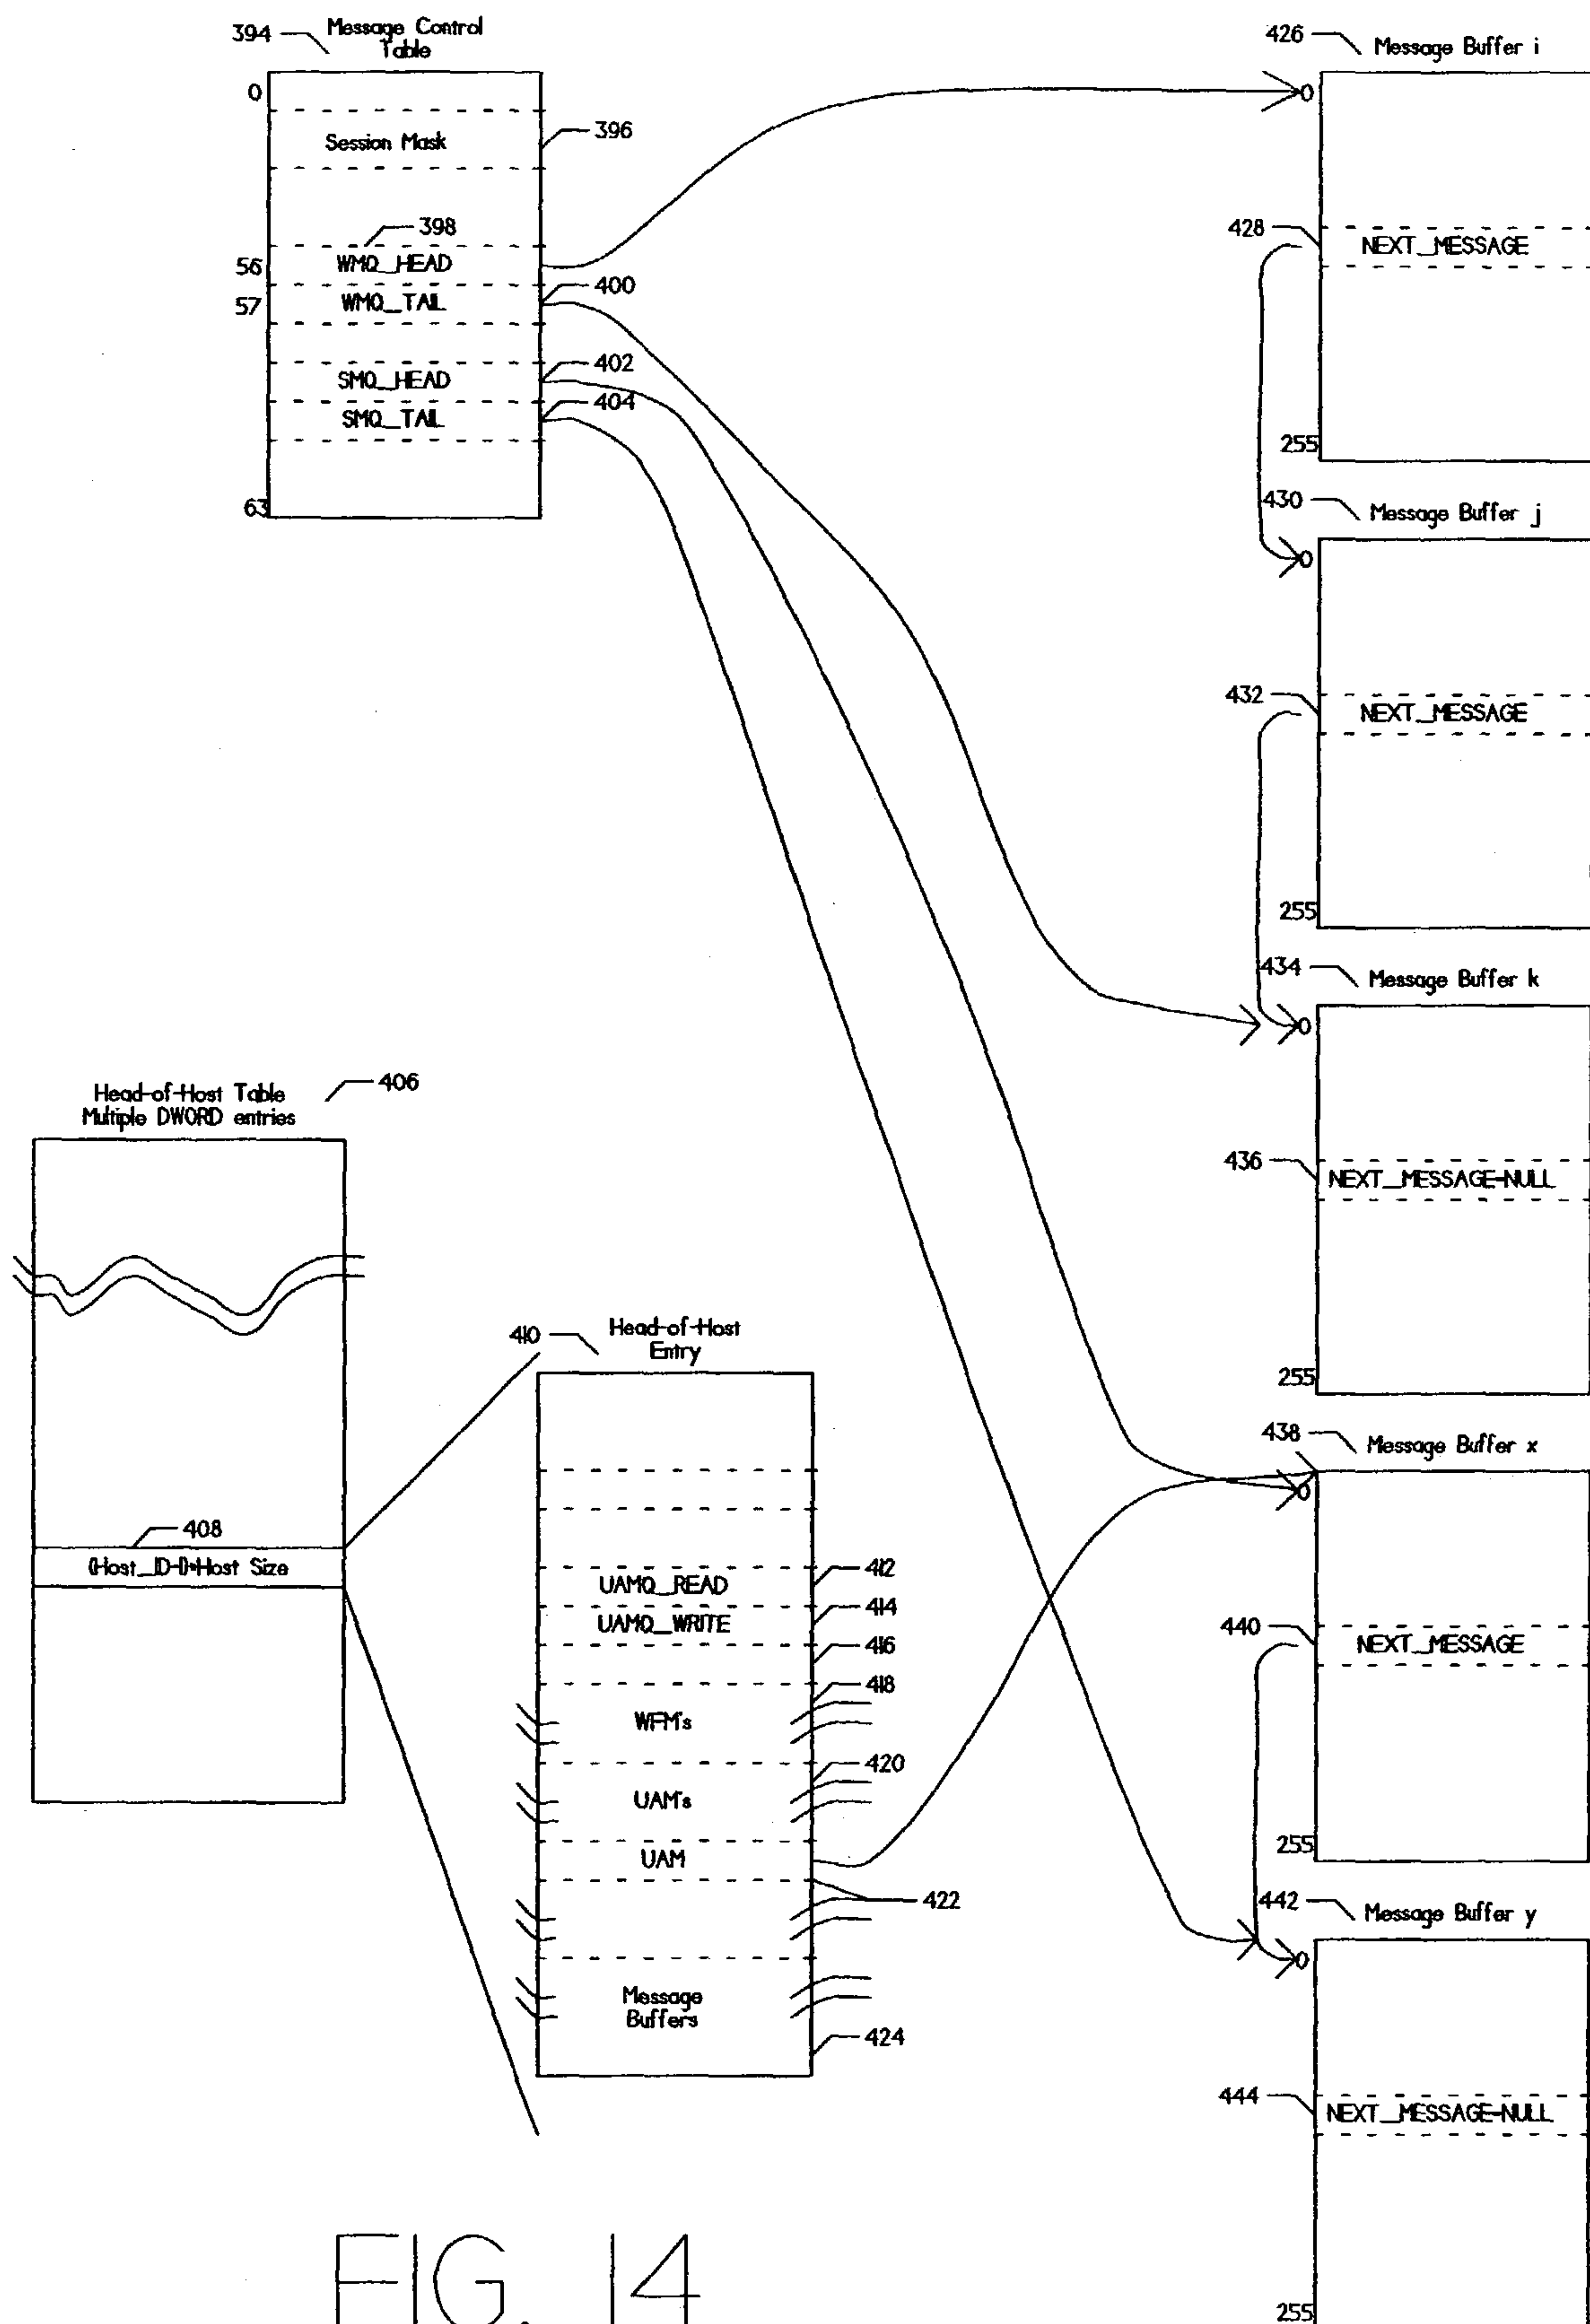 394
Message Control
Table
0
Session Mask
396
398
56
WMQ_HEAD
400
57
WMQ_TAIL
402
SMQ_HEAD
404
SMQ_TAIL
63
426
Message Buffer i
0
428
NEXT_MESSAGE
255
430
Message Buffer j
0
432
NEXT_MESSAGE
255
434
Message Buffer k
0
436
NEXT_MESSAGE=NULL
255
438
Message Buffer x
0
440
NEXT_MESSAGE
255
442
Message Buffer y
0
444
NEXT_MESSAGE=NULL
255
Head-of-Host Table
Multiple DWORD entries
406
408
(Host_ID-1)*Host Size
410
Head-of-Host
Entry
412
UAMQ_READ
414
UAMQ_WRITE
416
418
WFM's
420
UAM's
UAM
422
Message
Buffers
424
FIG. 14